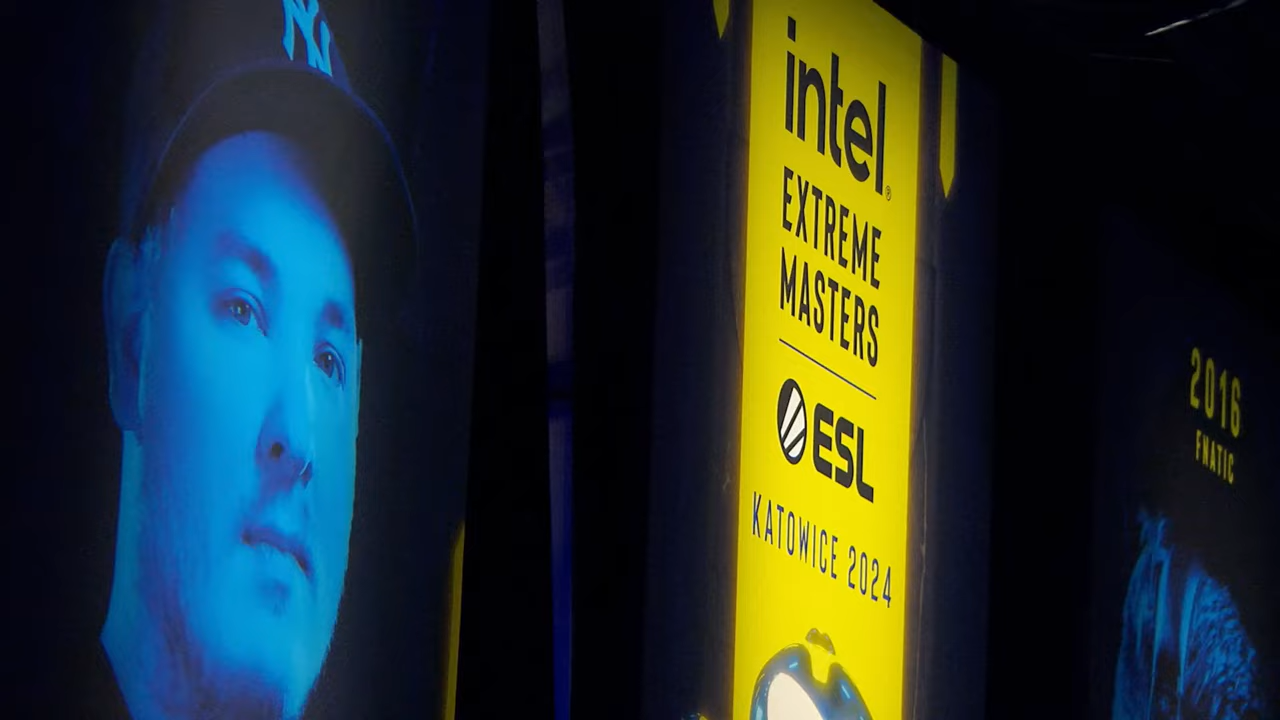 NY
intel®
EXTREME
MASTERS
ESL
KATOWICE 2024
2016
FNATIC